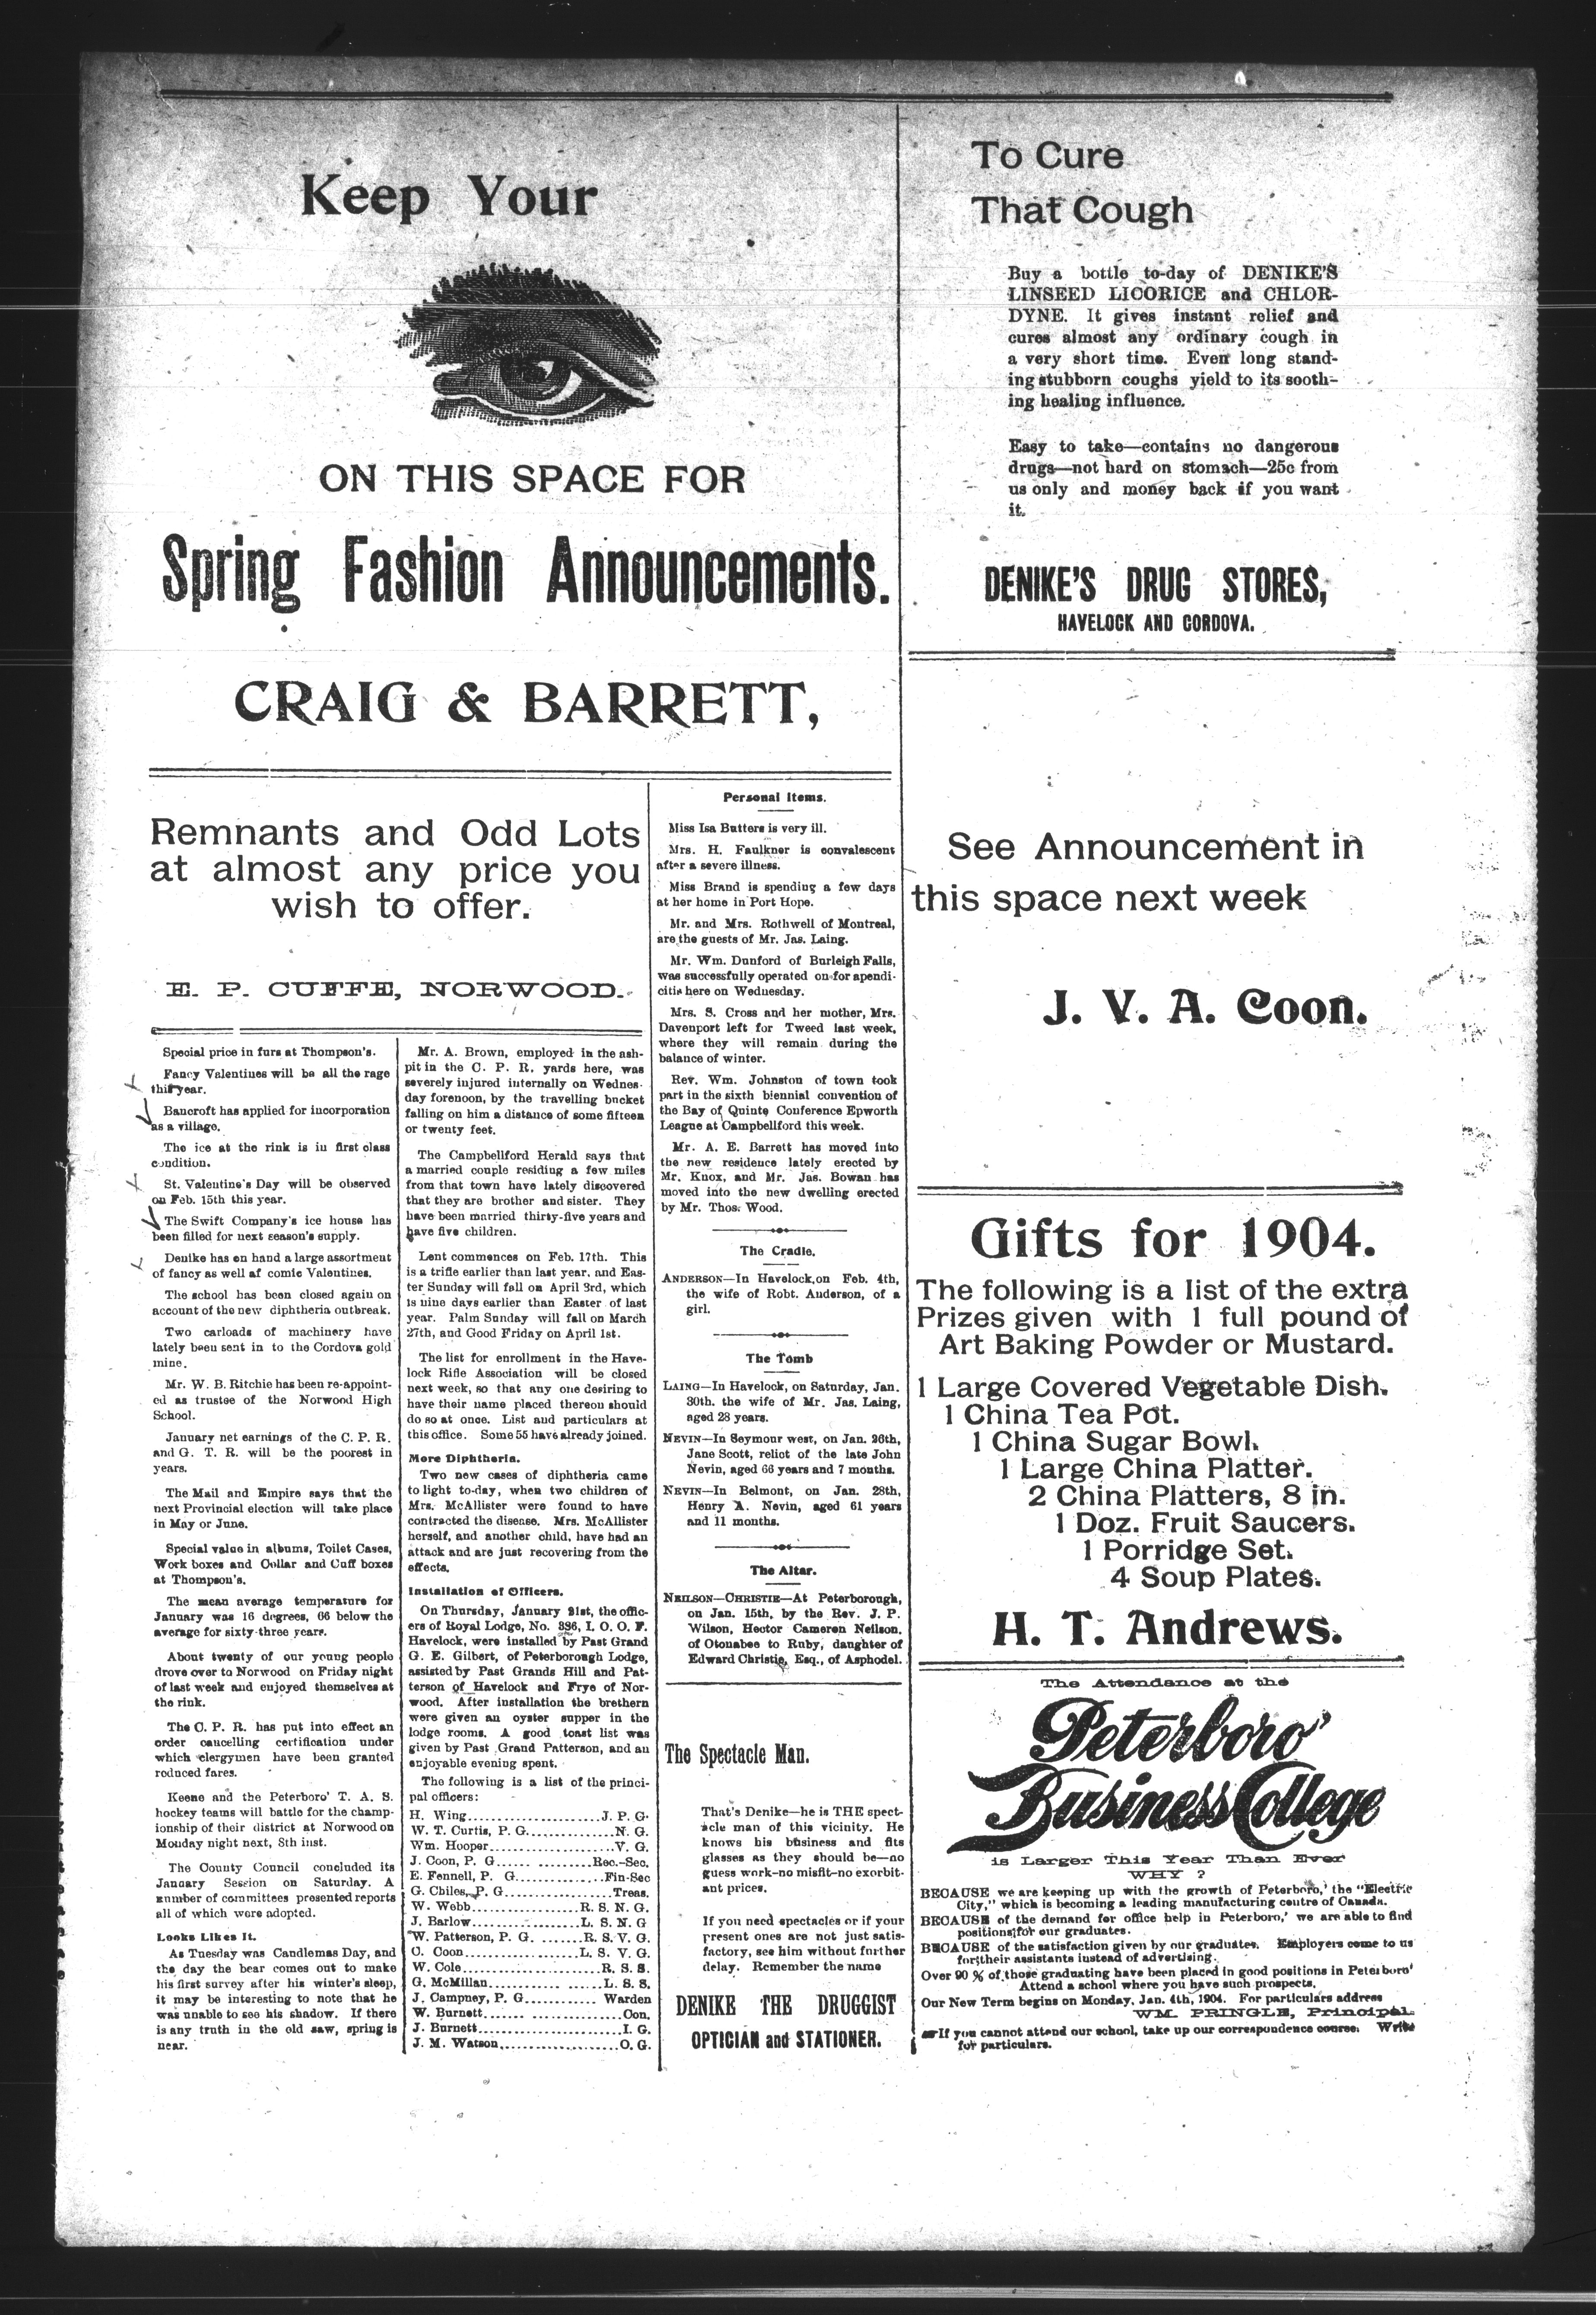 Keep Your
ON THIS SPACE FOR
Spring Fashion Announcements.
CRAIG & BARRETT,
Remnants and Odd Lots
at almost any price you
wish to offer.
E. P. CUFFE, NORWOOD.
Special price in furs at Thompson's.
Fancy Valentines will be all the rage
this year.
Bancroft has applied for incorporation
as a village.
The ice at the rink is in first class
condition.
St. Valentine's Day will be observed
on Feb. 15th this year.
The Swift Company's ice house has
been filled for next season's supply.
Denike has on hand a large assortment
of fancy as well af comic Valentines.
The school has been closed again on
account of the new diphtheria outbreak.
Two carloads of machinery have
lately been sent in to the Cordova gold
mine.
Mr. W. B. Ritchie has been re-appoint-
ed as trustee of the Norwood High
School.
January net earnings of the C. P. R.
and G. T. R. will be the poorest in
years.
The Mail and Empire says that the
next Provincial election will take place
in May or June.
Special value in albums, Toilet Cases,
Work boxes and Collar and Cuff boxes
at Thompson's.
The mean average temperature for
January was 16 degrees, 66 below the
average for sixty-three years.
About twenty of our young people
drove over to Norwood on Friday night
of last week and enjoyed themselves at
the rink.
The C. P. R. has put into effect an
order cancelling certification under
which clergymen have been granted
reduced fares.
Keene and the Peterboro' T. A. S.
hockey teams will battle for the champ-
ionship of their district at Norwood on
Monday night next, 8th inst.
The County Council concluded its
January Session on Saturday. A
number of committees presented reports
all of which were adopted.
Looks Likes It.
As Tuesday was Candlemas Day, and
the day the bear comes out to make
his first survey after his winter's sleep,
it may be interesting to note that he
was unable to see his shadow. If there
is any truth in the old saw, spring is
near.
Mr. A. Brown, employed in the ash-
pit in the C. P. R. yards here, was
severely injured internally on Wednes-
day forenoon, by the travelling bucket
falling on him a distance of some fifteen
or twenty feet.
The Campbellford Herald says that
a married couple residing a few miles
from that town have lately discovered
that they are brother and sister. They
have been married thirty-five years and
have five children.
Lent commences on Feb. 17th. This
is a trifle earlier than last year, and Eas-
ter Sunday will fall on April 3rd, which
is nine days earlier than Easter of last
year. Palm Sunday will fall on March
27th, and Good Friday on April 1st.
The list for enrollment in the Have-
lock Rifle Association will be closed
next week, so that any one desiring to
have their name placed thereon should
do so at once. List and particulars at
this office. Some 55 have already joined.
More Diphtheria.
Two new cases of diphtheria came
to light to-day, when two children of
Mrs. McAllister were found to have
contracted the disease. Mrs. McAllister
herself, and another child, have had an
attack and are just recovering from the
effects.
Installation of Officers.
On Thursday, January 21st, the offic-
ers of Royal Lodge, No. 336, I. O. O. F.
Havelock, were installed by Past Grand
G. E. Gilbert, of Peterborough Lodge,
assisted by Past Grands Hill and Pat-
terson of Havelock and Frye of Nor-
wood. After installation the brethern
were given an oyster supper in the
lodge rooms. A good toast list was
given by Past Grand Patterson, and an
enjoyable evening spent.
The following is a list of the princi-
pal officers:
H. Wing....................J. P. G.
W. T. Curtis, P. G.............N. G.
Wm. Hooper...................V. G.
J. Coon, P. G...... .........Rec.-Sec.
E. Fennell, P. G..............Fin-Sec
G. Chiles, P. G................Treas.
W. Webb................R. S. N. G.
J. Barlow................L. S. N. G
W. Patterson, P. G. .......R. S. V. G.
C. Coon.................L. S. V. G.
W. Cole.....................R. S. S.
G. McMillan.................L. S. S.
J. Campney, P. G........... Warden
W. Burnett.....................Con.
J. Burnett.....................I. G.
J. M. Watson...................O. G.
Personal Items.
Miss Isa Butters is very ill.
Mrs. H. Faulkner is convalescent
after a severe illness.
Miss Brand is spending a few days
at her home in Port Hope.
Mr. and Mrs. Rothwell of Montreal,
are the guests of Mr. Jas. Laing.
Mr. Wm. Dunford of Burleigh Falls,
was successfully operated on for apendi-
citis here on Wednesday.
Mrs. S. Cross and her mother, Mrs.
Davenport left for Tweed last week,
where they will remain during the
balance of winter.
Rev. Wm. Johnston of town took
part in the sixth biennial convention of
the Bay of Quinte Conference Epworth
League at Campbellford this week.
Mr. A. E. Barrett has moved into
the new residence lately erected by
Mr. Knox, and Mr. Jas. Bowan has
moved into the new dwelling erected
by Mr. Thos. Wood.
The Cradle.
ANDERSON—In Havelock, on Feb. 4th,
the wife of Robt. Anderson, of a
girl.
The Tomb
LAING—In Havelock, on Saturday, Jan.
30th. the wife of Mr. Jas. Laing,
aged 28 years.
NEVIN—In Seymour west, on Jan. 26th,
Jane Scott, relict of the late John
Nevin, aged 66 years and 7 months.
NEVIN—In Belmont, on Jan. 28th,
Henry A. Nevin, aged 61 years
and 11 months.
The Altar.
NEILSON—CHRISTIE—At Peterborough,
on Jan. 15th, by the Rev. J. P.
Wilson, Hector Cameron Neilson,
of Otonabee to Ruby, daughter of
Edward Christie, Esq., of Asphodel.
The Spectacle Man.
That's Denike—he is THE spect-
acle man of this vicinity. He
knows his business and fits
glasses as they should be—no
guess work—no misfit—no exorbit-
ant prices.
If you need spectacles or if your
present ones are not just satis-
factory, see him without further
delay. Remember the name
DENIKE THE DRUGGIST
OPTICIAN and STATIONER.
To Cure
That Cough
Buy a bottle to-day of DENIKE'S
LINSEED LICORICE and CHLOR-
DYNE. It gives instant relief and
cures almost any ordinary cough in
a very short time. Even long stand-
ing stubborn coughs yield to its sooth-
ing healing influence.
Easy to take—contains no dangerous
drugs—not hard on stomach—25c from
us only and money back if you want
it.
DENIKE'S DRUG STORES,
HAVELOCK AND CORDOVA.
See Announcement in
this space next week
J. V. A. Coon.
Gifts for 1904.
The following is a list of the extra
Prizes given with 1 full pound of
Art Baking Powder or Mustard.
1 Large Covered Vegetable Dish.
1 China Tea Pot.
1 China Sugar Bowl.
1 Large China Platter.
2 China Platters, 8 in.
1 Doz. Fruit Saucers.
1 Porridge Set.
4 Soup Plates.
H. T. Andrews.
The Attendance at the
Peterboro'
Business College
is Larger This Year Than Ever
WHY ?
BECAUSE we are keeping up with the growth of Peterboro,' the "Electric
City," which is becoming a leading manufacturing centre of Canada.
BECAUSE of the demand for office help in Peterboro,' we are able to find
positions for our graduates.
BECAUSE of the satisfaction given by our graduates. Employers come to us
for their assistants instead of advertising.
Over 90 % of those graduating have been placed in good positions in Peterboro'
Attend a school where you have such prospects.
Our New Term begins on Monday, Jan. 4th, 1904. For particulars address
WM. PRINGLE, Principal.
If you cannot attend our school, take up our correspondence course. Write
for particulars.